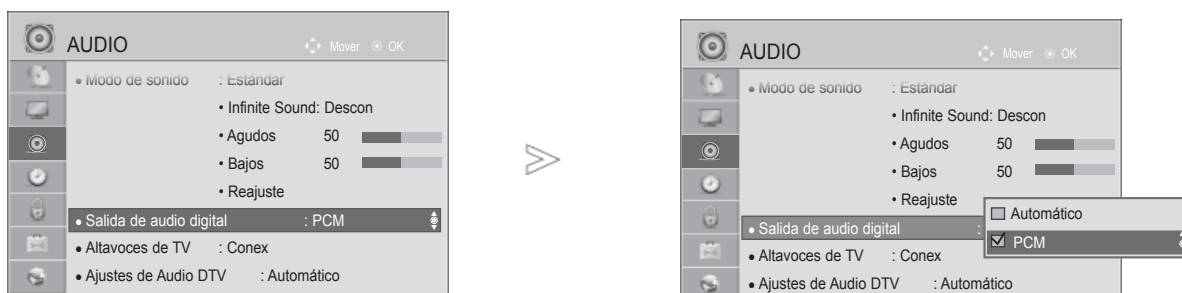 AUDIO Mover OK
• Modo de sonido : Estándar
• Infinite Sound: Descon
• Agudos 50
• Bajos 50
• Reajuste
• Salida de audio digital : PCM
• Altavoces de TV : Conex
• Ajustes de Audio DTV : Automático
AUDIO Mover OK
• Modo de sonido : Estándar
• Infinite Sound: Descon
• Agudos 50
• Bajos 50
• Reajuste
• Salida de audio digital :
Automático
PCM
• Altavoces de TV : Conex
• Ajustes de Audio DTV : Automático